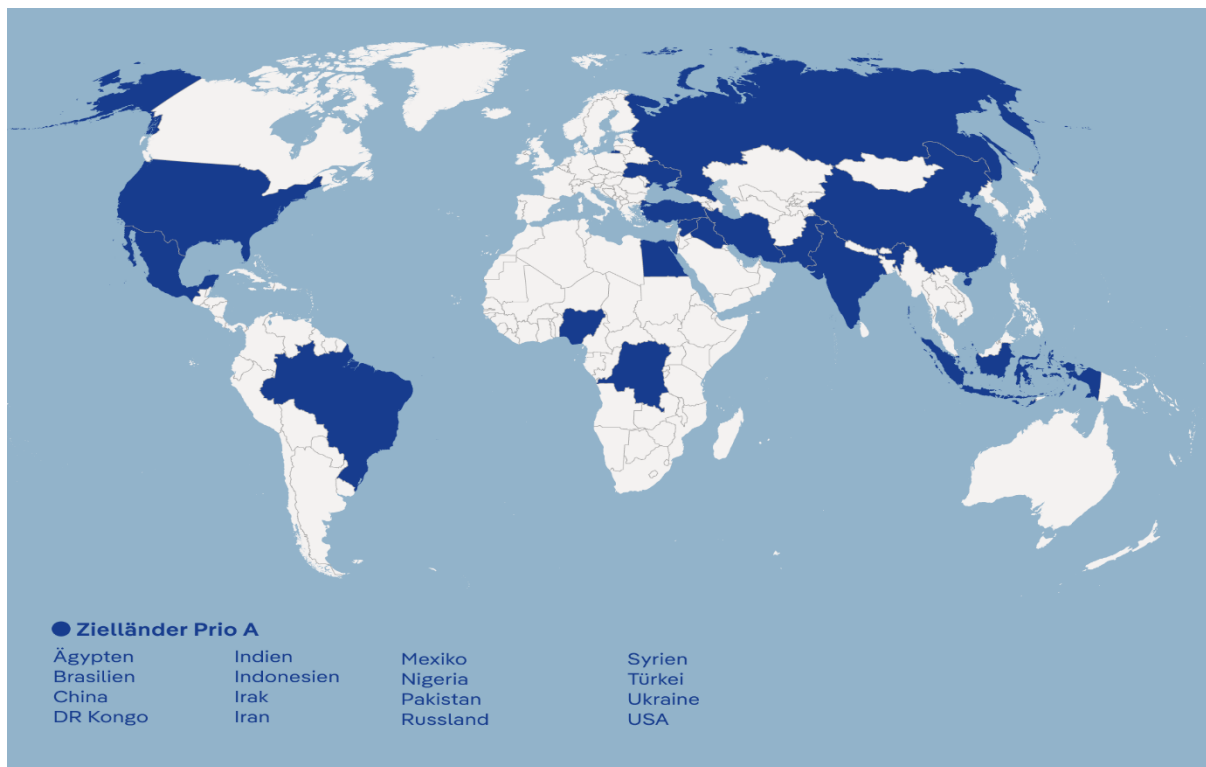 Zielländer Prio A
Ägypten
Brasilien
China
DR Kongo
Indien
Indonesien
Irak
Iran
Mexiko
Nigeria
Pakistan
Russland
Syrien
Türkei
Ukraine
USA